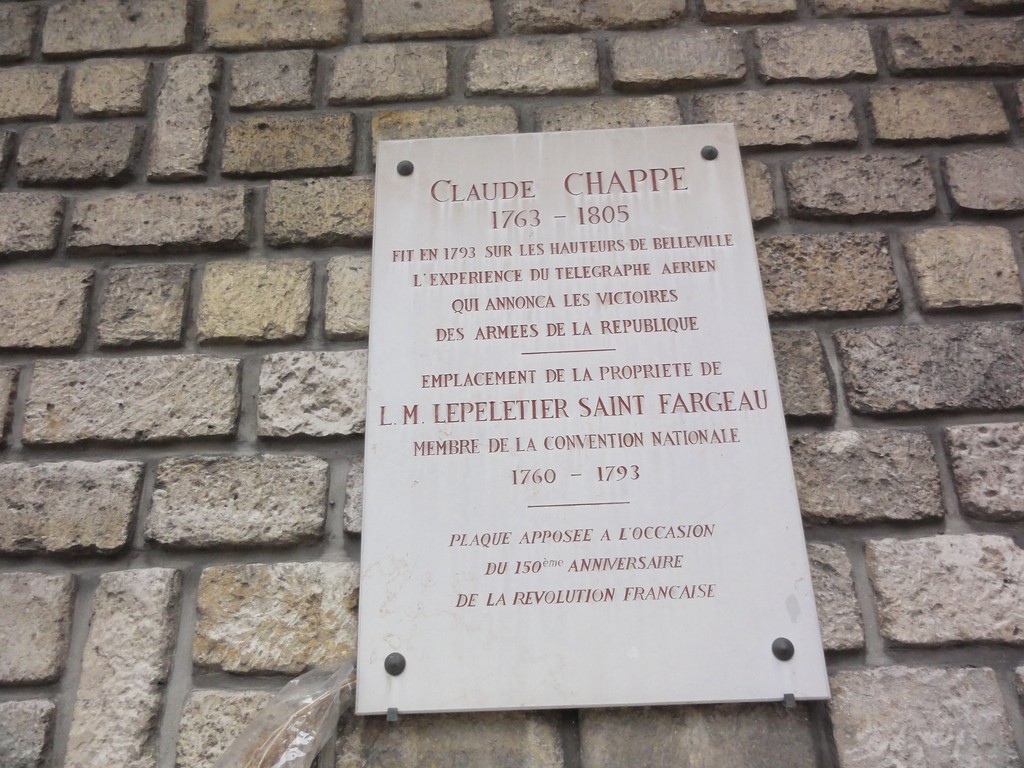 CLAUDE CHAPPE
1763 - 1805
FIT EN 1793 SUR LES HAUTEURS DE BELLEVILLE
L'EXPERIENCE DU TELEGRAPHE AERIEN
QUI ANNONCA LES VICTOIRES
DES ARMEES DE LA REPUBLIQUE
EMPLACEMENT DE LA PROPRIETE DE
L. M. LEPELETIER SAINT FARGEAU
MEMBRE DE LA CONVENTION NATIONALE
1760 - 1793
PLAQUE APPOSEE A L'OCCASION
DU 150ème ANNIVERSAIRE
DE LA REVOLUTION FRANCAISE